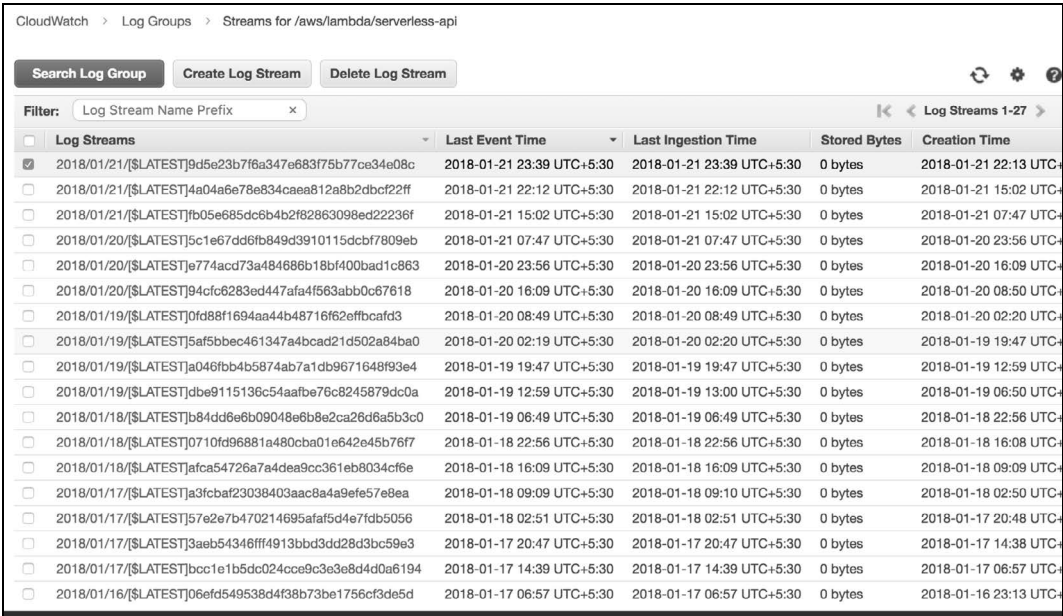 CloudWatch > Log Groups > Streams for /aws/lambda/serverless-api
Search Log Group Create Log Stream Delete Log Stream
Filter: Log Stream Name Prefix × Log Streams 1-27
Log Streams Last Event Time Last Ingestion Time Stored Bytes Creation Time
2018/01/21/[$LATEST]9d5e23b7f6a347e683f75b77ce34e08c 2018-01-21 23:39 UTC+5:30 2018-01-21 23:39 UTC+5:30 0 bytes 2018-01-21 22:13 UTC+
2018/01/21/[$LATEST]4a04a6e78e834caea812a8b2dbcf22ff 2018-01-21 22:12 UTC+5:30 2018-01-21 22:12 UTC+5:30 0 bytes 2018-01-21 15:02 UTC+
2018/01/21/[$LATEST]fb05e685dc6b4b2f82863098ed22236f 2018-01-21 15:02 UTC+5:30 2018-01-21 15:02 UTC+5:30 0 bytes 2018-01-21 07:47 UTC+
2018/01/20/[$LATEST]5c1e67dd6fb849d3910115dcbf7809eb 2018-01-21 07:47 UTC+5:30 2018-01-21 07:47 UTC+5:30 0 bytes 2018-01-20 23:56 UTC+
2018/01/20/[$LATEST]e774acd73a484686b18bf400bad1c863 2018-01-20 23:56 UTC+5:30 2018-01-20 23:56 UTC+5:30 0 bytes 2018-01-20 16:09 UTC+
2018/01/20/[$LATEST]94cfc6283ed447afa4f563abb0c67618 2018-01-20 16:09 UTC+5:30 2018-01-20 16:09 UTC+5:30 0 bytes 2018-01-20 08:50 UTC+
2018/01/19/[$LATEST]0fd88f1694aa44b48716f62effbcafd3 2018-01-20 08:49 UTC+5:30 2018-01-20 08:49 UTC+5:30 0 bytes 2018-01-20 02:20 UTC+
2018/01/19/[$LATEST]5af5bbec461347a4bcad21d502a84ba0 2018-01-20 02:19 UTC+5:30 2018-01-20 02:20 UTC+5:30 0 bytes 2018-01-19 19:47 UTC+
2018/01/19/[$LATEST]a046fbb4b5874ab7a1db9671648f93e4 2018-01-19 19:47 UTC+5:30 2018-01-19 19:47 UTC+5:30 0 bytes 2018-01-19 12:59 UTC+
2018/01/19/[$LATEST]dbe9115136c54aafbe76c8245879dc0a 2018-01-19 12:59 UTC+5:30 2018-01-19 13:00 UTC+5:30 0 bytes 2018-01-19 06:50 UTC+
2018/01/18/[$LATEST]b84dd6e6b09048e6b8e2ca26d6a5b3c0 2018-01-19 06:49 UTC+5:30 2018-01-19 06:49 UTC+5:30 0 bytes 2018-01-18 22:56 UTC+
2018/01/18/[$LATEST]0710fd96881a480cba01e642e45b76f7 2018-01-18 22:56 UTC+5:30 2018-01-18 22:56 UTC+5:30 0 bytes 2018-01-18 16:08 UTC+
2018/01/18/[$LATEST]afca54726a7a4dea9cc361eb8034cf6e 2018-01-18 16:09 UTC+5:30 2018-01-18 16:09 UTC+5:30 0 bytes 2018-01-18 09:09 UTC+
2018/01/17/[$LATEST]a3fcbaf23038403aac8a4a9efe57e8ea 2018-01-18 09:09 UTC+5:30 2018-01-18 09:10 UTC+5:30 0 bytes 2018-01-18 02:50 UTC+
2018/01/17/[$LATEST]57e2e7b470214695afaf5d4e7fdb5056 2018-01-18 02:51 UTC+5:30 2018-01-18 02:51 UTC+5:30 0 bytes 2018-01-17 20:48 UTC+
2018/01/17/[$LATEST]3aeb54346fff4913bbd3dd28d3bc59e3 2018-01-17 20:47 UTC+5:30 2018-01-17 20:47 UTC+5:30 0 bytes 2018-01-17 14:38 UTC+
2018/01/17/[$LATEST]bcc1e1b5dc024cce9c3e3e8d4d0a6194 2018-01-17 14:39 UTC+5:30 2018-01-17 14:39 UTC+5:30 0 bytes 2018-01-17 06:57 UTC+
2018/01/16/[$LATEST]06efd549538d4f38b73be1756cf3de5d 2018-01-17 06:57 UTC+5:30 2018-01-17 06:57 UTC+5:30 0 bytes 2018-01-16 23:13 UTC+